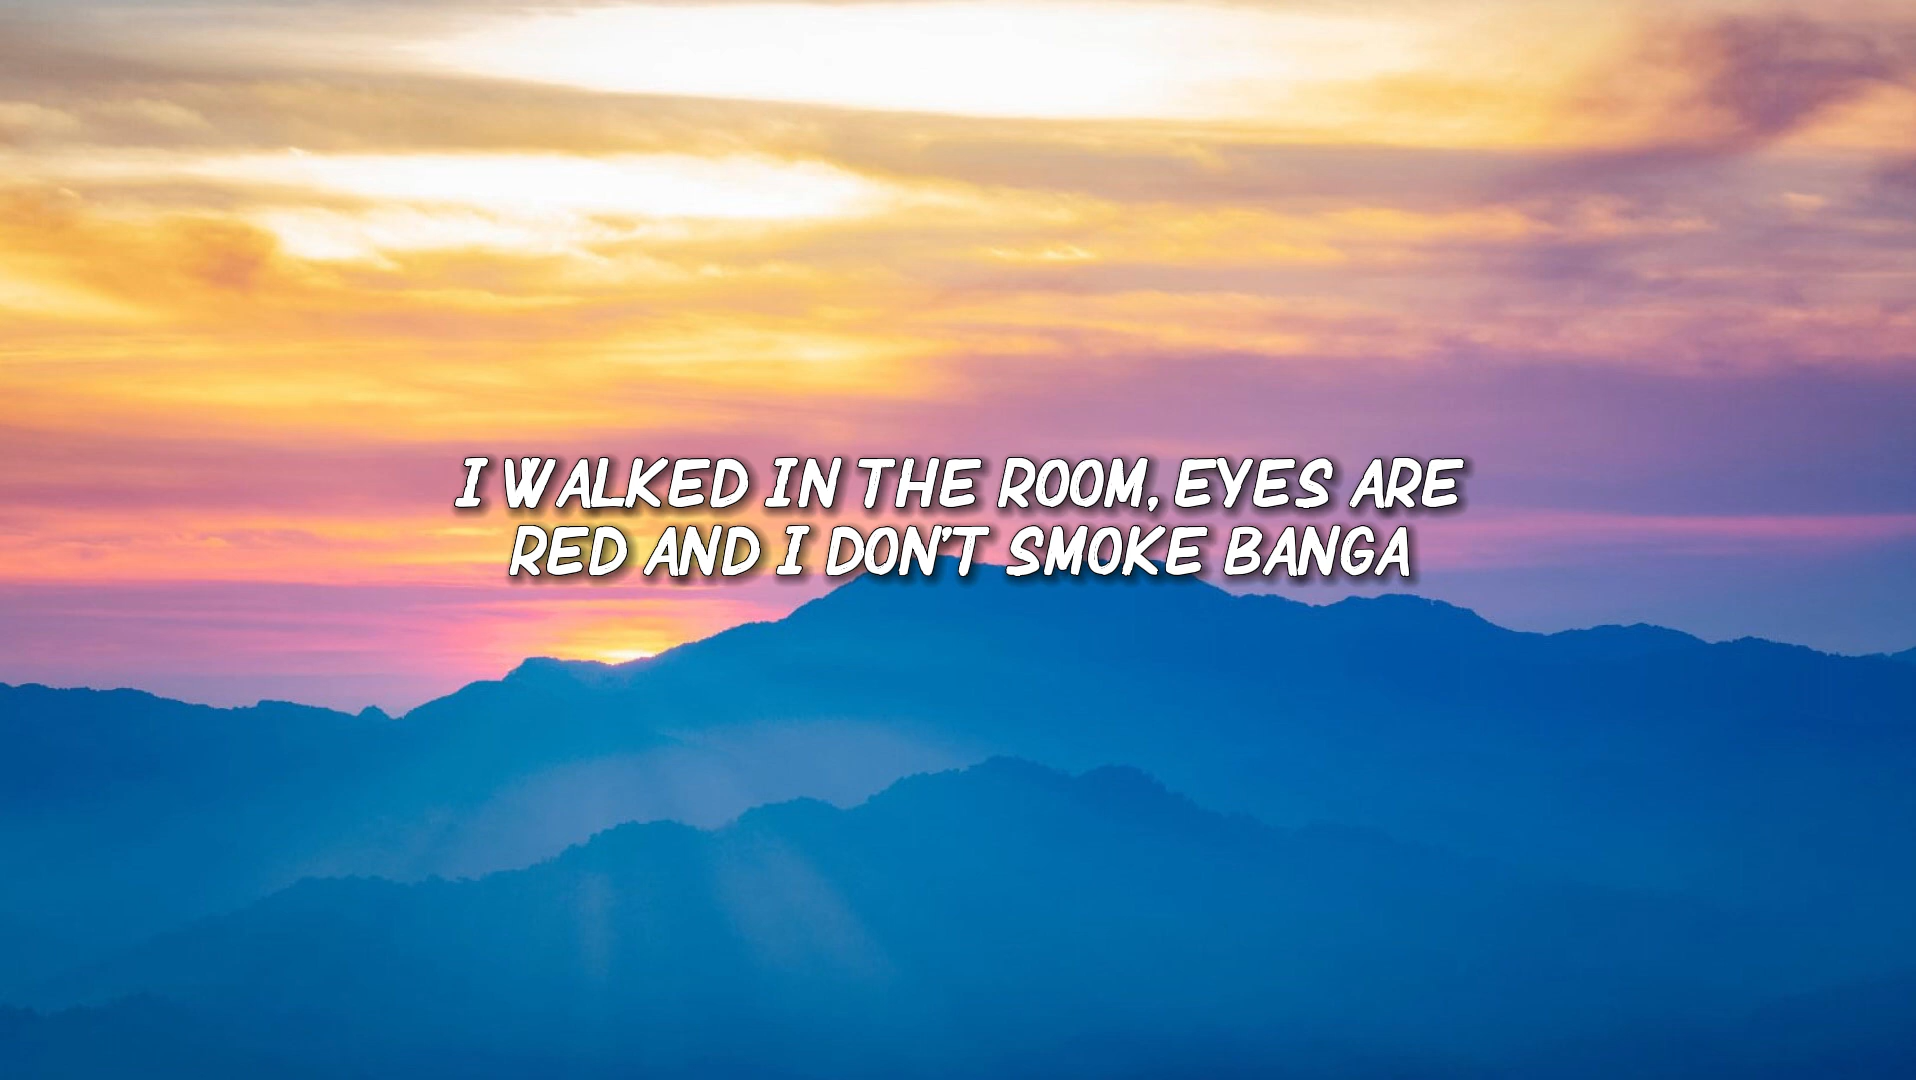 I WALKED IN THE ROOM, EYES ARE
RED AND I DON'T SMOKE BANGA